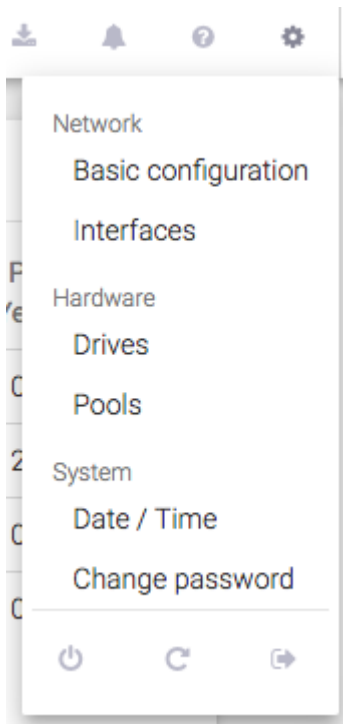 Network
Basic configuration
Interfaces
Hardware
Drives
Pools
System
Date / Time
Change password